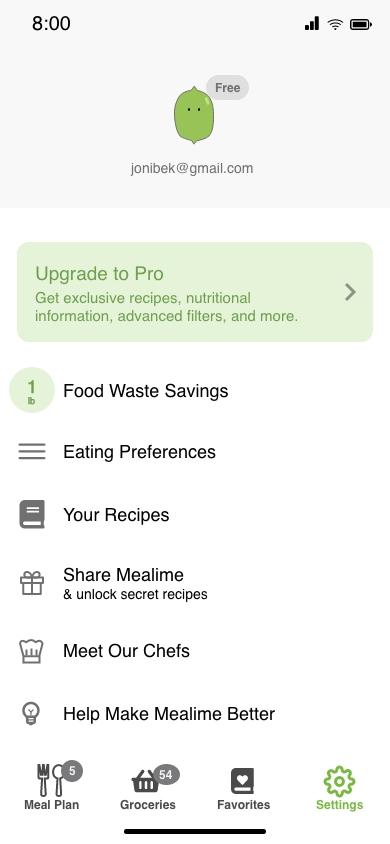 8:00
Free
jonibek@gmail.com
Upgrade to Pro
Get exclusive recipes, nutritional
information, advanced filters, and more.
1
lb
Food Waste Savings
Eating Preferences
Your Recipes
Share Mealime
& unlock secret recipes
Meet Our Chefs
Help Make Mealime Better
5
54
Meal Plan
Groceries
Favorites
Settings